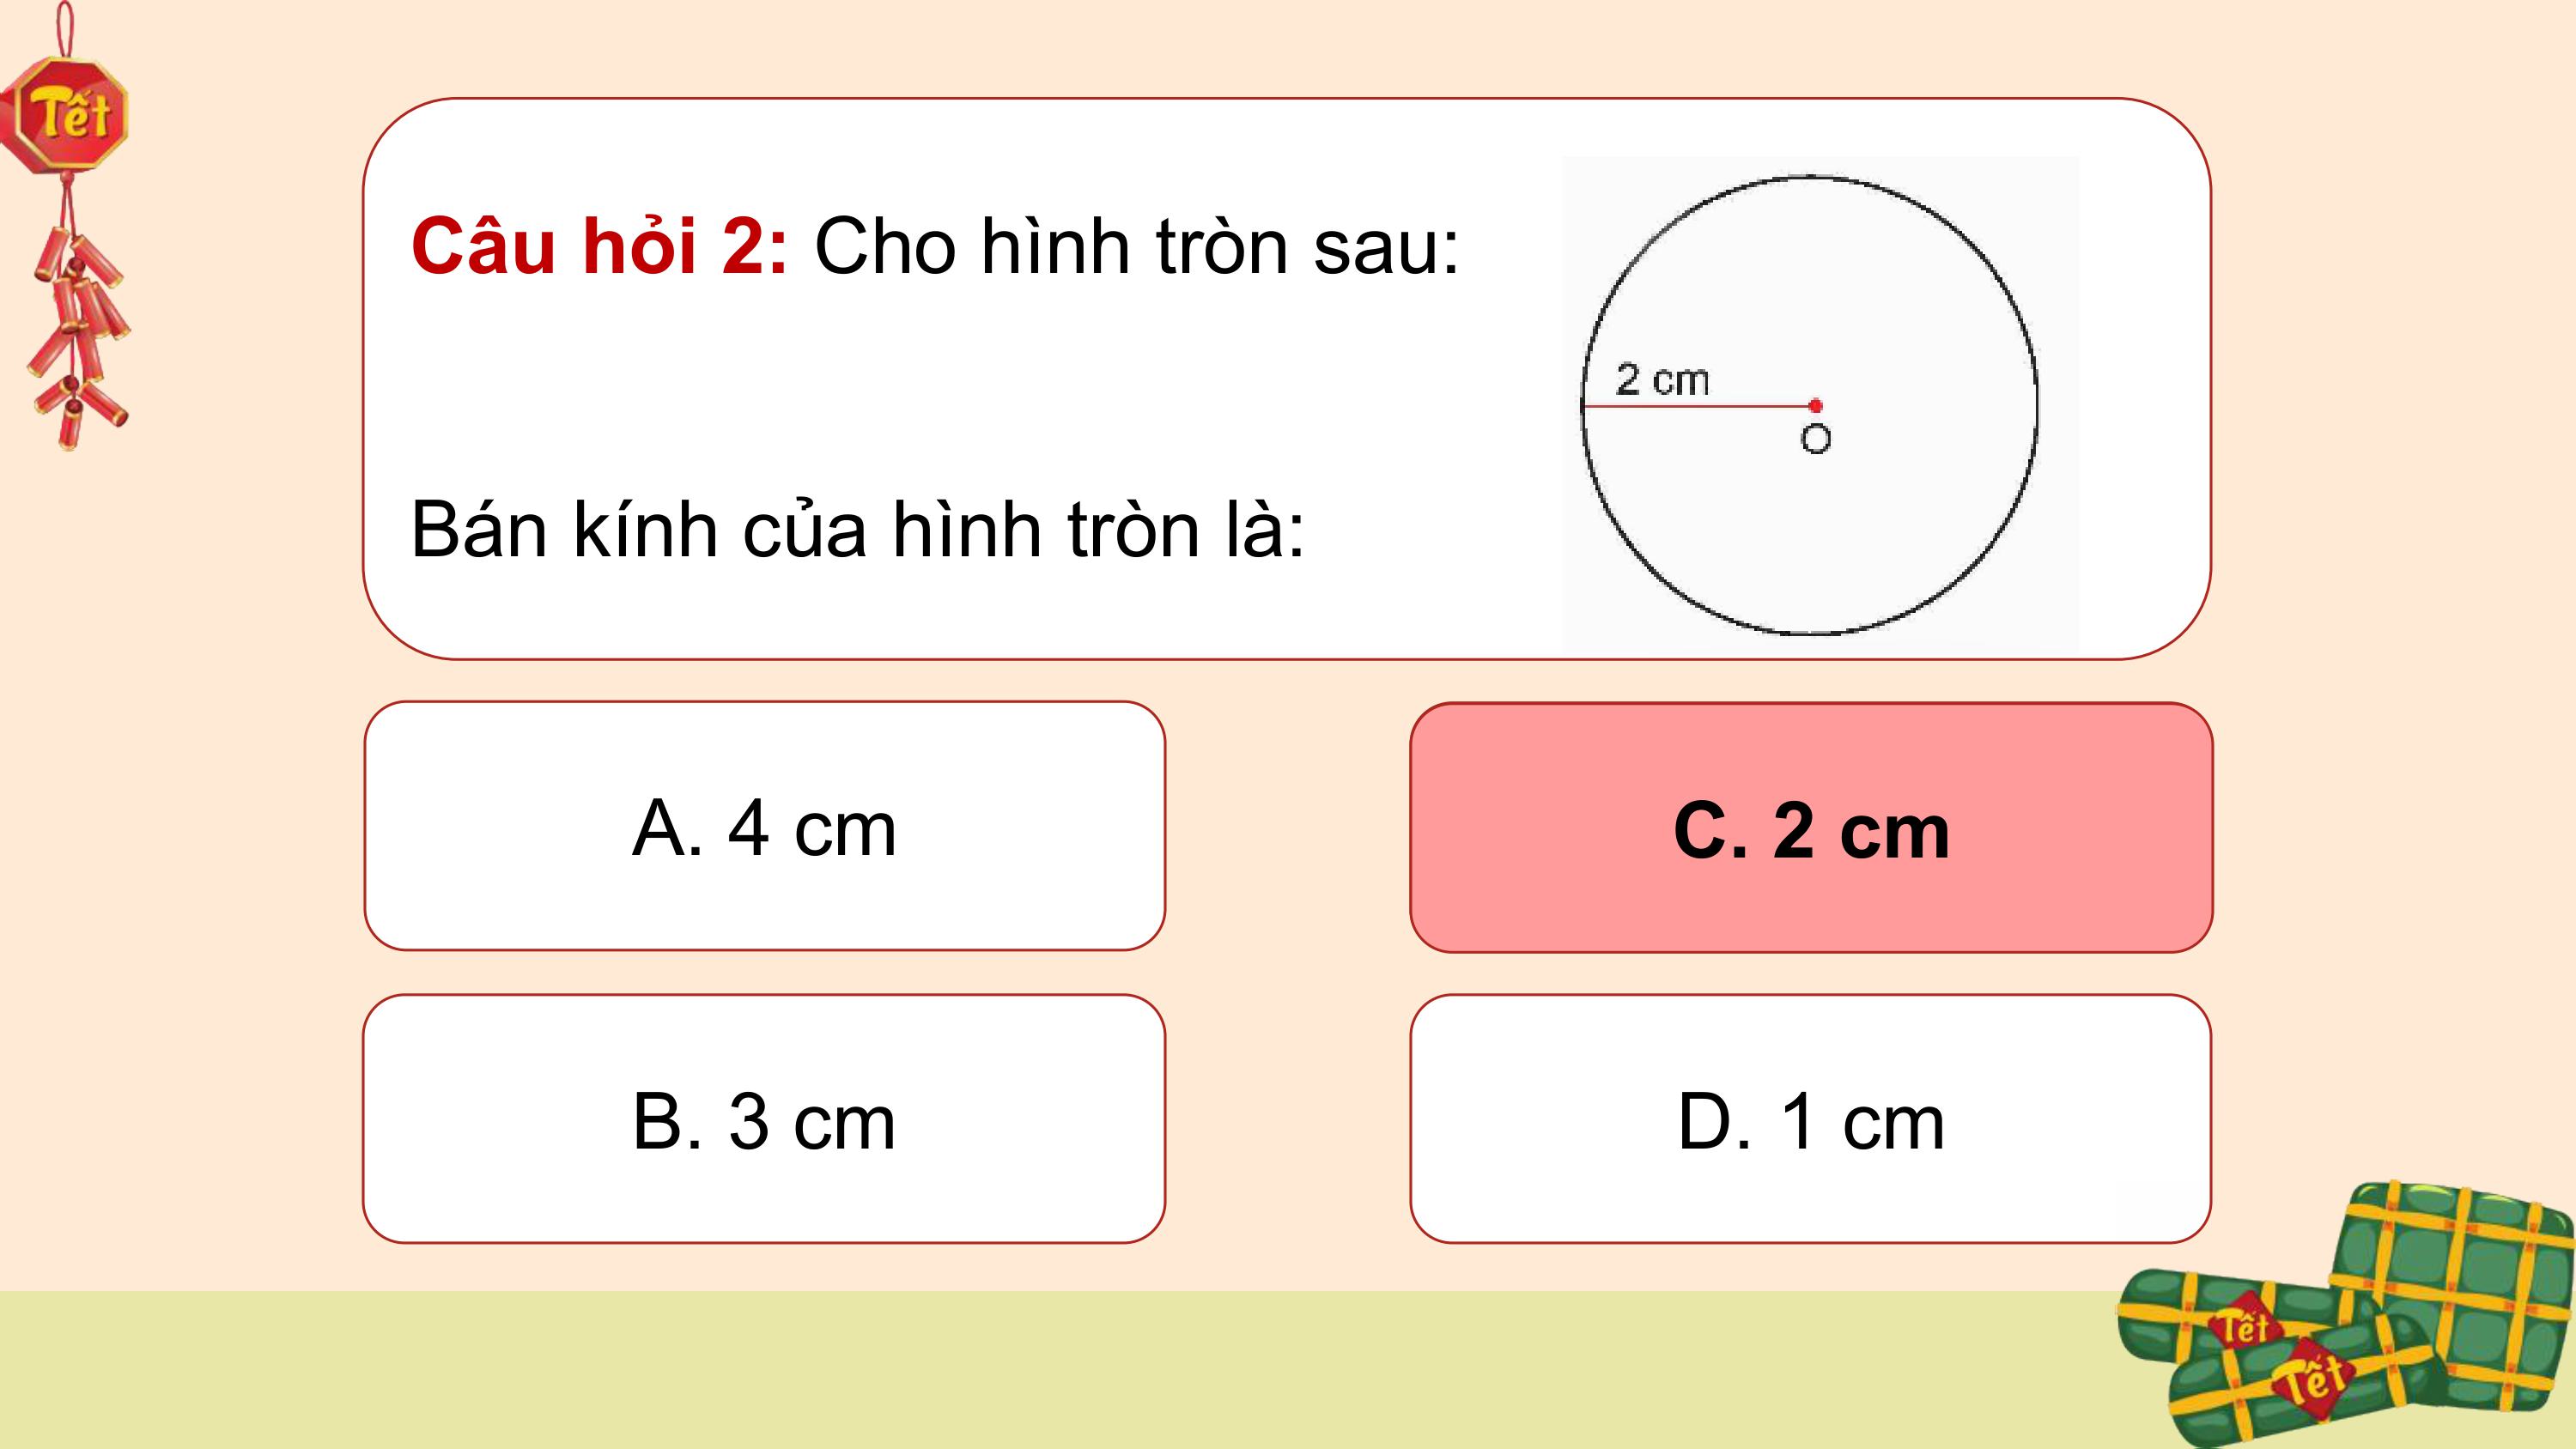 Tết
Câu hỏi 2: Cho hình tròn sau:
2 cm
O
Bán kính của hình tròn là:
A. 4 cm
C. 2 cm
B. 3 cm
D. 1 cm
Tết
Tết